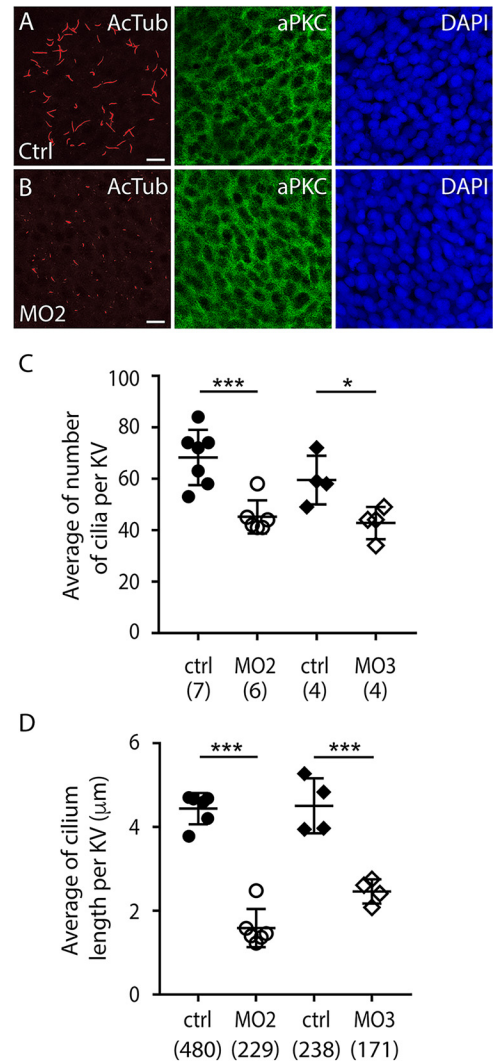 A AcTub aPKC DAPI
Ctrl
B AcTub aPKC DAPI
MO2
C
100
80
60
40
20
0
Average of number
of cilia per KV
*** *
ctrl MO2 ctrl MO3
(7) (6) (4) (4)
D
6
4
2
0
Average of cilium
length per KV (μm)
*** ***
ctrl MO2 ctrl MO3
(480) (229) (238) (171)